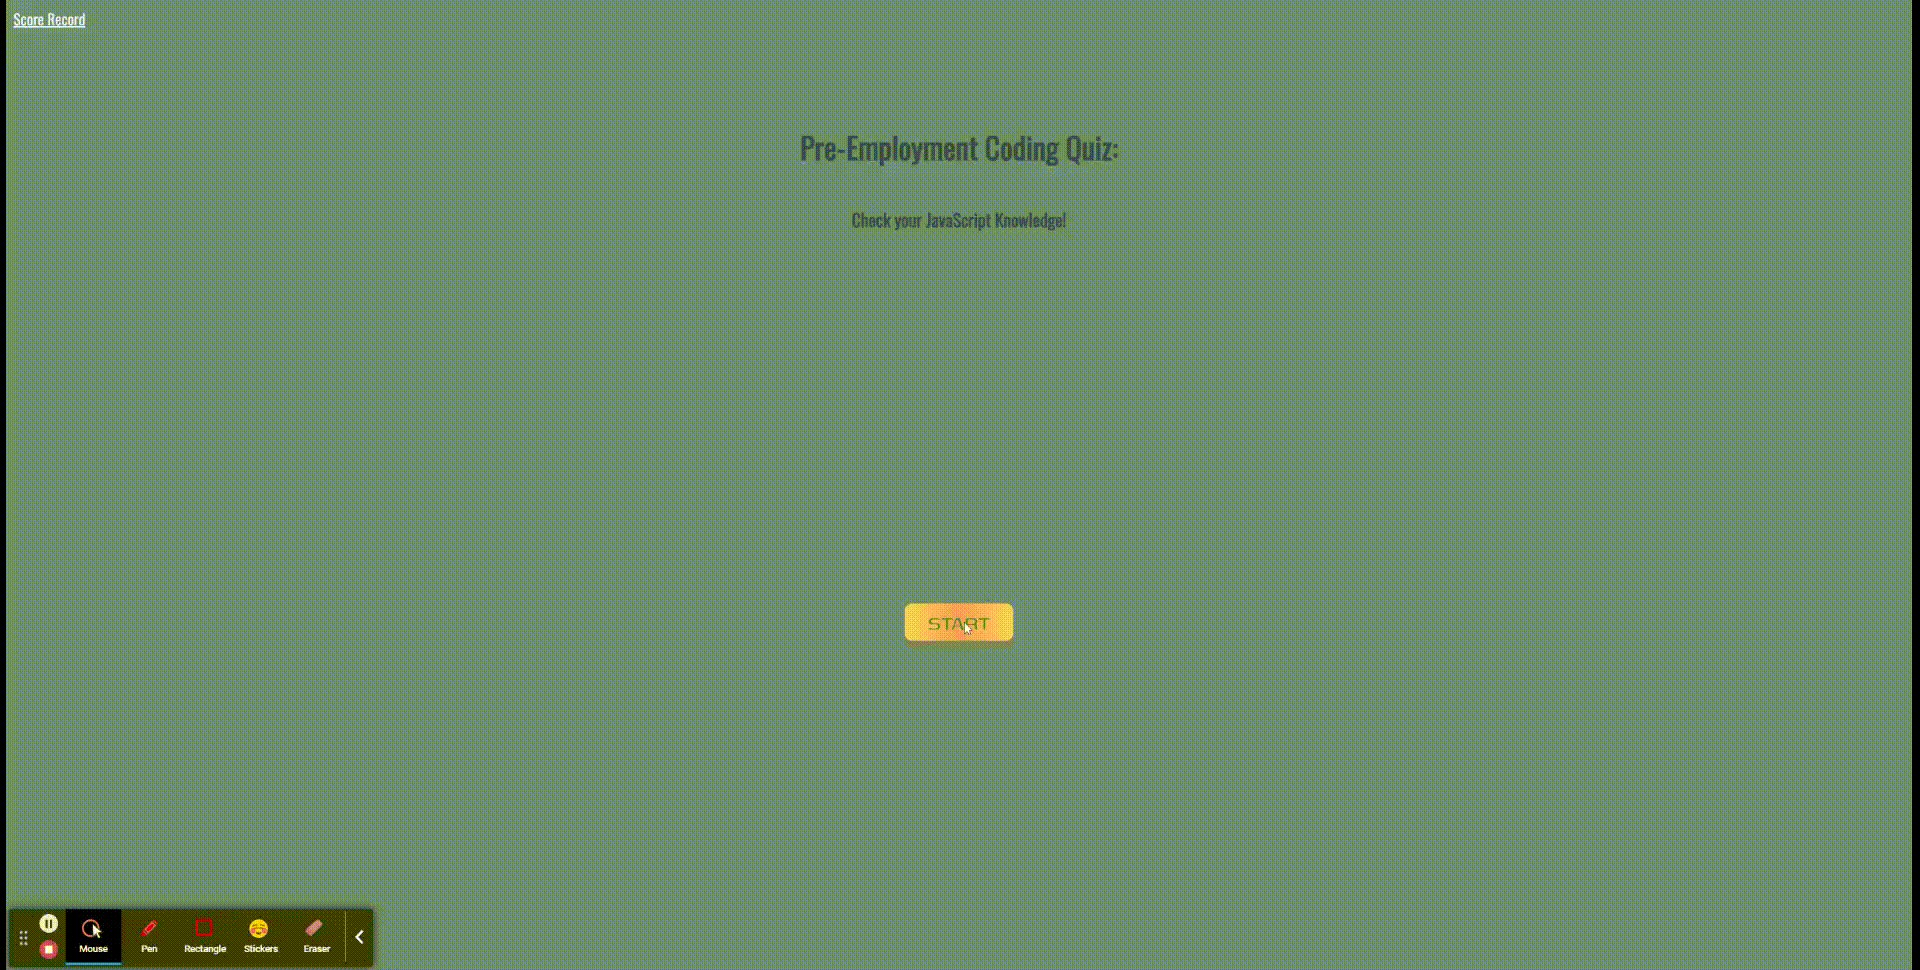 Score Record
Pre-Employment Coding Quiz:
Check your JavaScript Knowledge!
START
Mouse
Pen
Rectangle
Stickers
Eraser